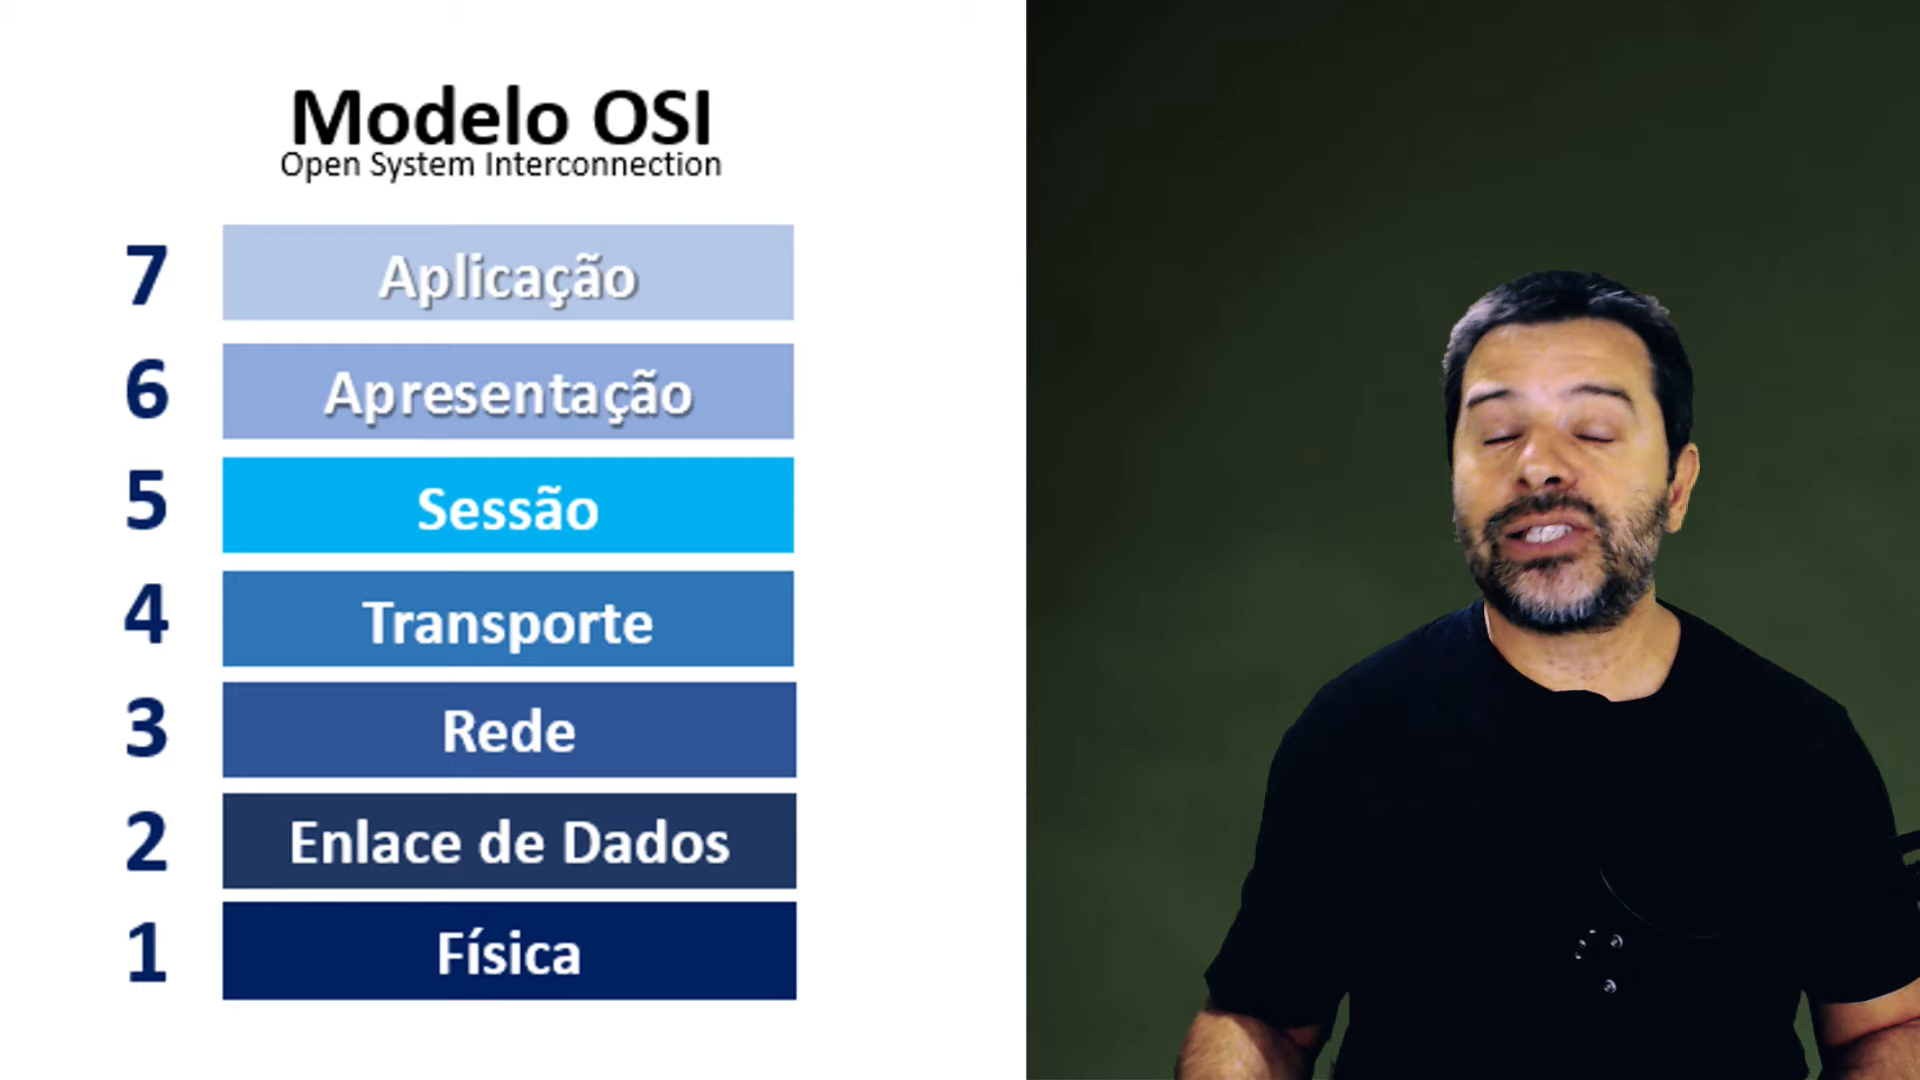 Modelo OSI
Open System Interconnection
7 Aplicação
6 Apresentação
5 Sessão
4 Transporte
3 Rede
2 Enlace de Dados
1 Física